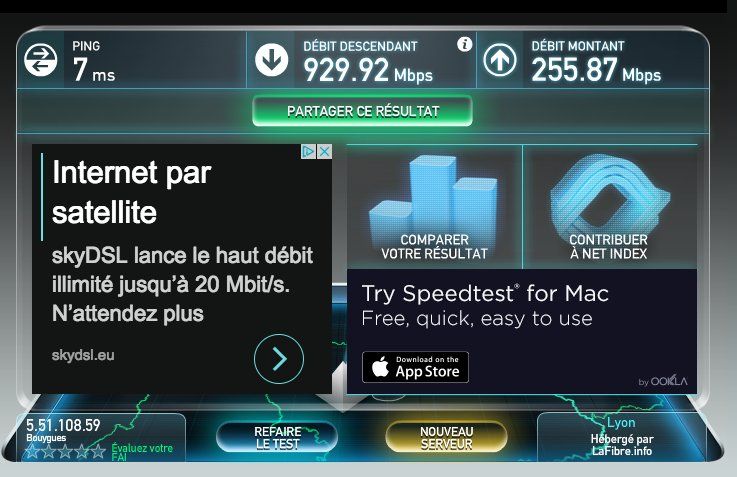 PING
7 ms
DÉBIT DESCENDANT
929.92 Mbps
DÉBIT MONTANT
255.87 Mbps
PARTAGER CE RÉSULTAT
Internet par
satellite
skyDSL lance le haut débit
illimité jusqu'à 20 Mbit/s.
N'attendez plus
skydsl.eu
COMPARER
VOTRE RÉSULTAT
CONTRIBUER
À NET INDEX
Try Speedtest® for Mac
Free, quick, easy to use
Download on the
App Store
by OOKLA
5.51.108.59
Bouygues
Évaluez votre
FAI
REFAIRE
LE TEST
NOUVEAU
SERVEUR
Lyon
Hébergé par
LaFibre.info